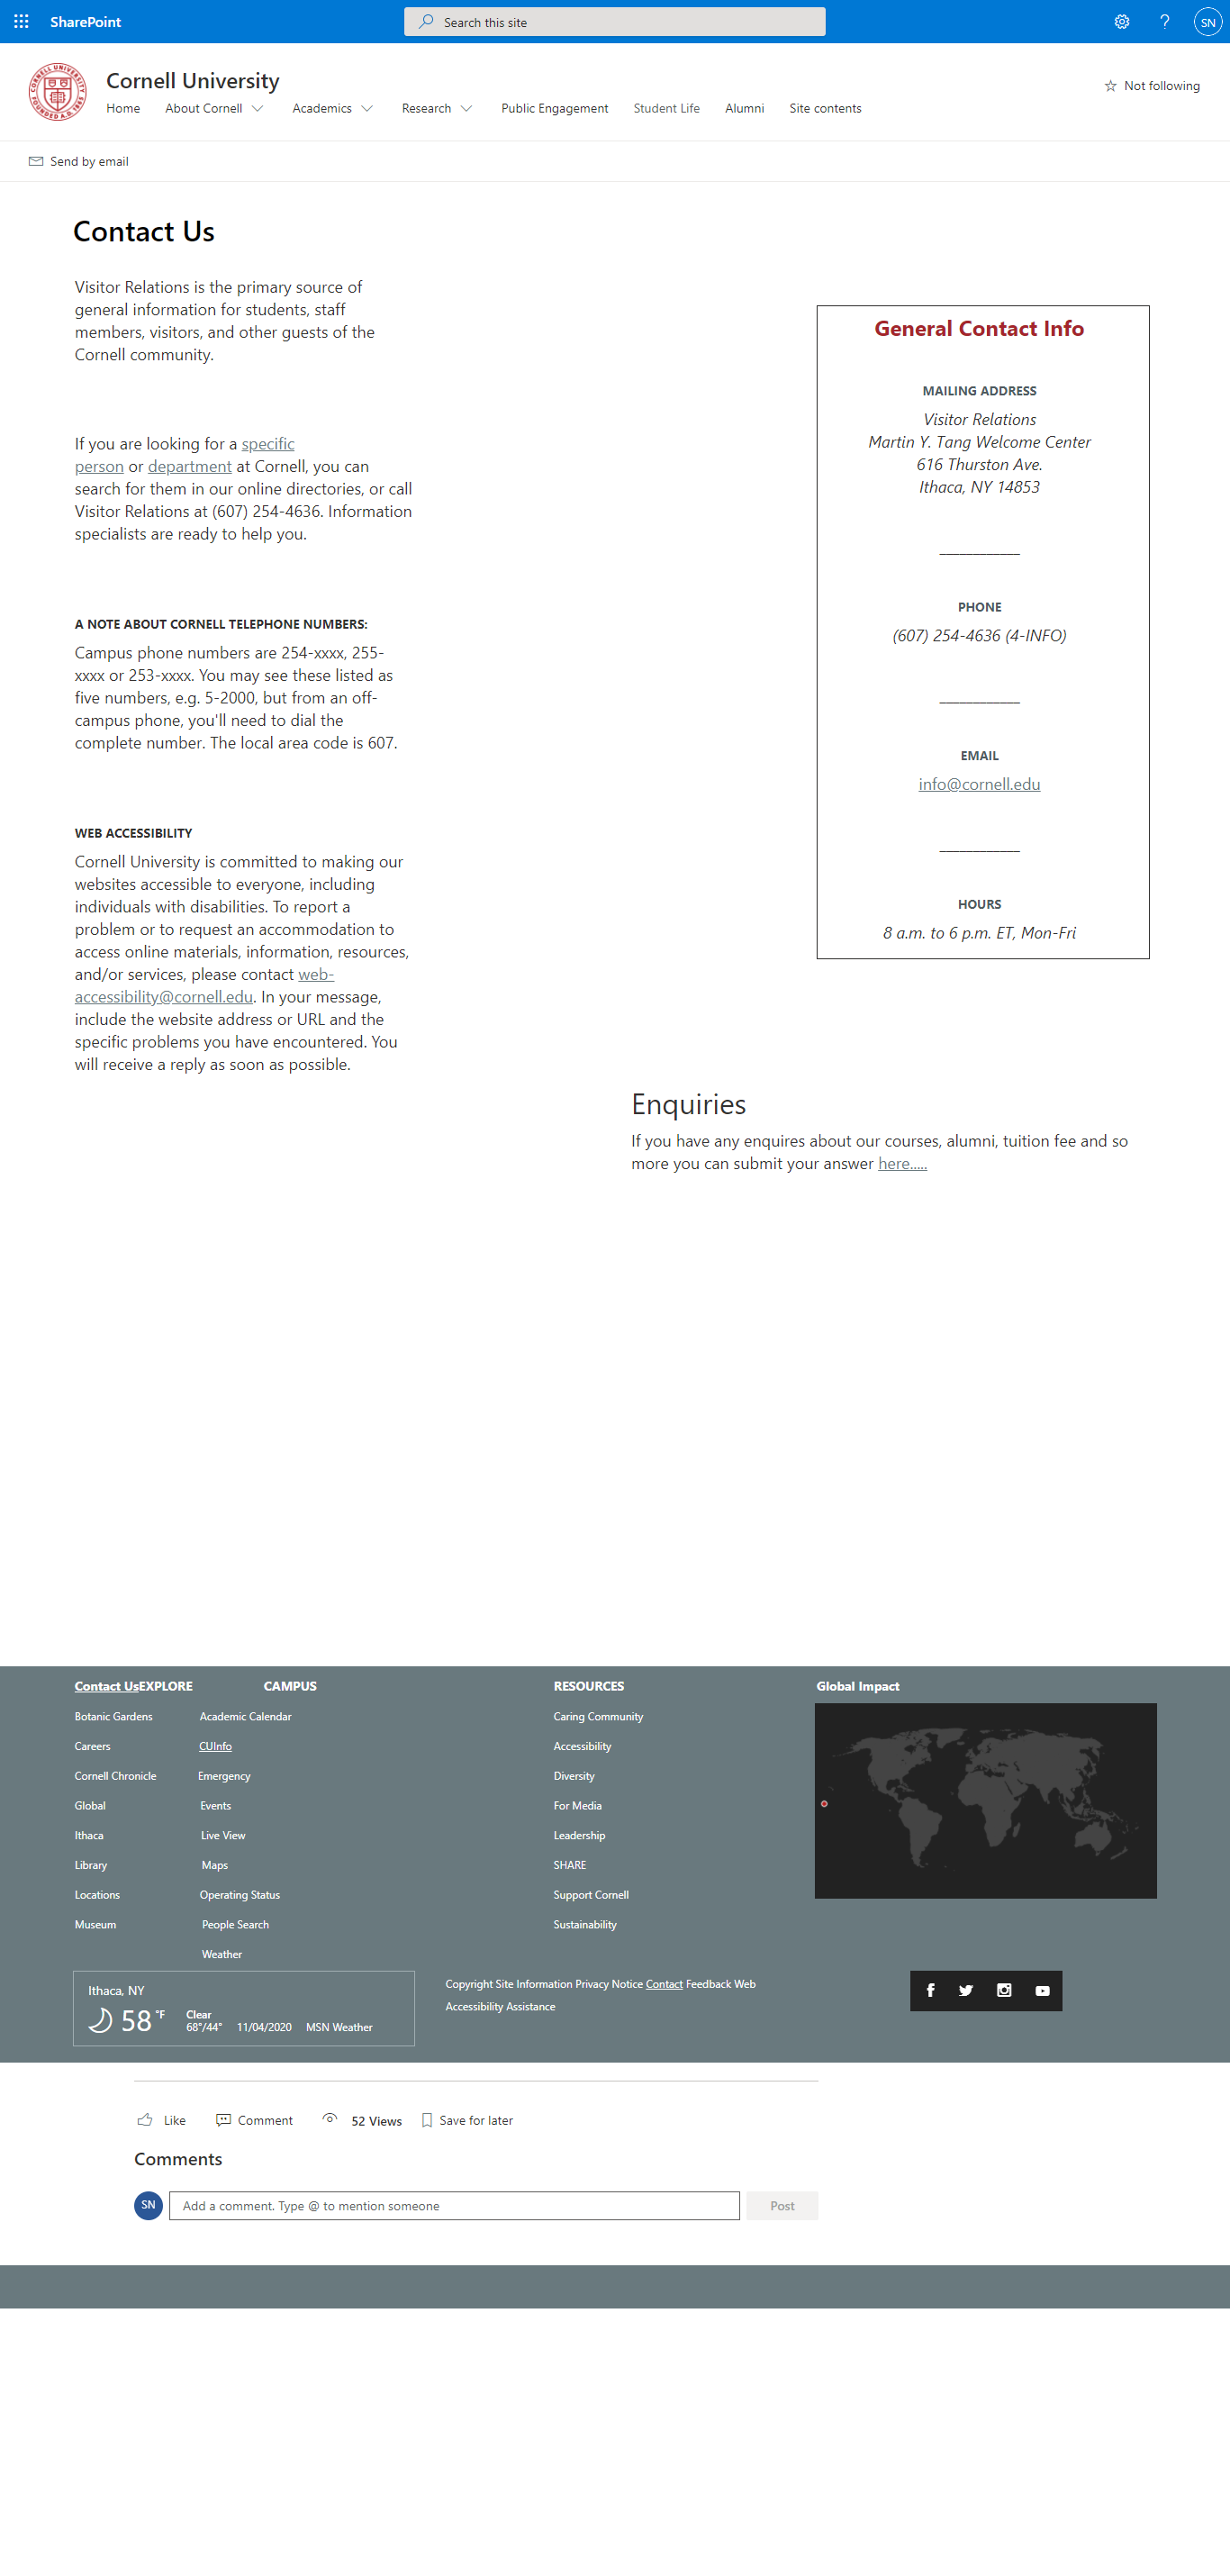 SharePoint
Search this site
SN
CORNELL UNIVERSITY
FOUNDED A.D. 1865
Cornell University
Not following
Home About Cornell Academics Research Public Engagement Student Life Alumni Site contents
Send by email
Contact Us
Visitor Relations is the primary source of
general information for students, staff
members, visitors, and other guests of the
Cornell community.
If you are looking for a specific
person or department at Cornell, you can
search for them in our online directories, or call
Visitor Relations at (607) 254-4636. Information
specialists are ready to help you.
A NOTE ABOUT CORNELL TELEPHONE NUMBERS:
Campus phone numbers are 254-xxxx, 255-
xxxx or 253-xxxx. You may see these listed as
five numbers, e.g. 5-2000, but from an off-
campus phone, you'll need to dial the
complete number. The local area code is 607.
WEB ACCESSIBILITY
Cornell University is committed to making our
websites accessible to everyone, including
individuals with disabilities. To report a
problem or to request an accommodation to
access online materials, information, resources,
and/or services, please contact web-
accessibility@cornell.edu. In your message,
include the website address or URL and the
specific problems you have encountered. You
will receive a reply as soon as possible.
General Contact Info
MAILING ADDRESS
Visitor Relations
Martin Y. Tang Welcome Center
616 Thurston Ave.
Ithaca, NY 14853
____________
PHONE
(607) 254-4636 (4-INFO)
____________
EMAIL
info@cornell.edu
____________
HOURS
8 a.m. to 6 p.m. ET, Mon-Fri
Enquiries
If you have any enquires about our courses, alumni, tuition fee and so
more you can submit your answer here.....
Contact UsEXPLORE CAMPUS
Botanic Gardens Academic Calendar
Careers CUInfo
Cornell Chronicle Emergency
Global Events
Ithaca Live View
Library Maps
Locations Operating Status
Museum People Search
Weather
RESOURCES
Caring Community
Accessibility
Diversity
For Media
Leadership
SHARE
Support Cornell
Sustainability
Global Impact
Ithaca, NY
58 °F
Clear
68°/44° 11/04/2020 MSN Weather
Copyright Site Information Privacy Notice Contact Feedback Web
Accessibility Assistance
Like Comment 52 Views Save for later
Comments
SN
Add a comment. Type @ to mention someone
Post